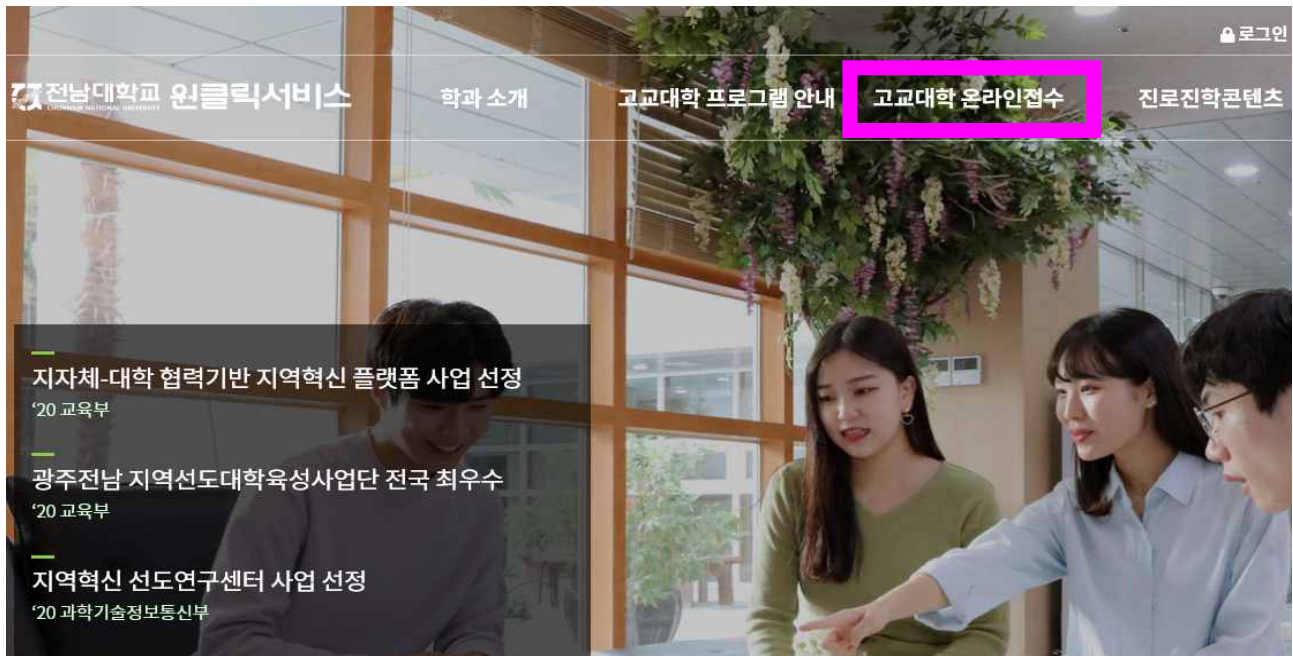 로그인
전남대학교 원클릭서비스
CHONNAM NATIONAL UNIVERSITY
학과 소개
고교대학 프로그램 안내
고교대학 온라인접수
진로진학콘텐츠
지자체-대학 협력기반 지역혁신 플랫폼 사업 선정
‘20 교육부
광주전남 지역선도대학육성사업단 전국 최우수
‘20 교육부
지역혁신 선도연구센터 사업 선정
‘20 과학기술정보통신부